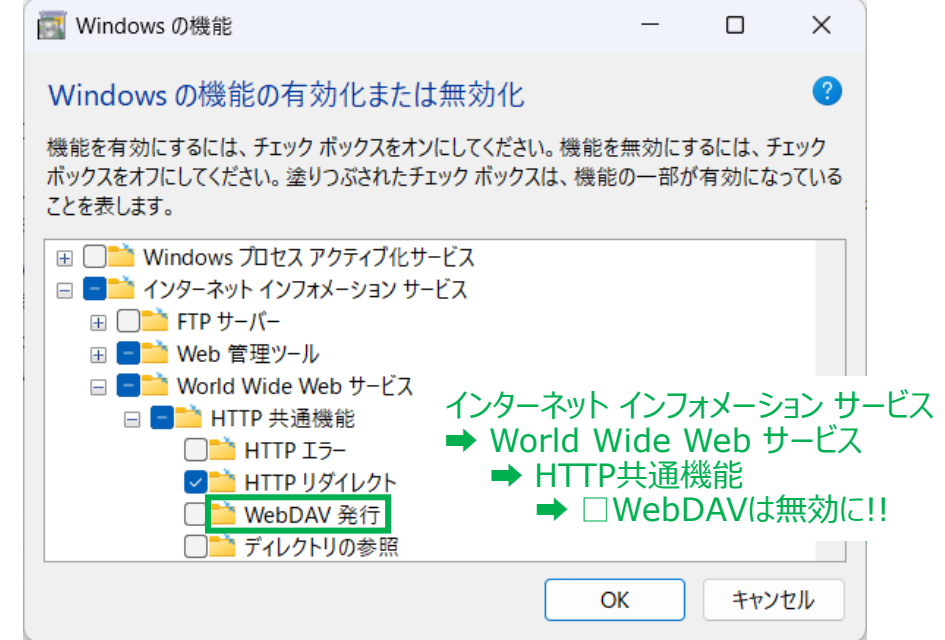 Windows の機能
Windows の機能の有効化または無効化
機能を有効にするには、チェック ボックスをオンにしてください。機能を無効にするには、チェック
ボックスをオフにしてください。塗りつぶされたチェック ボックスは、機能の一部が有効になっている
ことを表します。
Windows プロセス アクティブ化サービス
インターネット インフォメーション サービス
FTP サーバー
Web 管理ツール
World Wide Web サービス
HTTP 共通機能
HTTP エラー
HTTP リダイレクト
WebDAV 発行
ディレクトリの参照
インターネット インフォメーション サービス
➡ World Wide Web サービス
➡ HTTP共通機能
➡ □WebDAVは無効に!!
OK
キャンセル